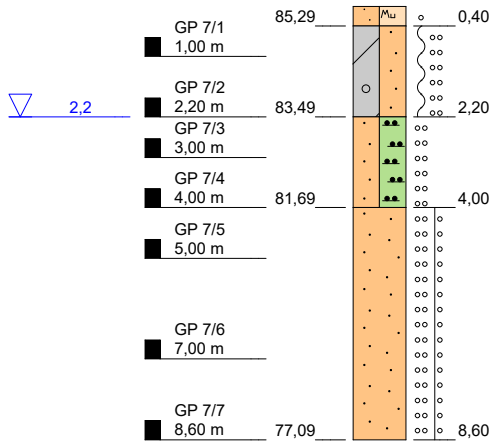 85,29 Mu 0,40
GP 7/1
1,00 m
GP 7/2
2,2 2,20 m 83,49 2,20
GP 7/3
3,00 m
GP 7/4
4,00 m 81,69 4,00
GP 7/5
5,00 m
GP 7/6
7,00 m
GP 7/7
8,60 m 77,09 8,60